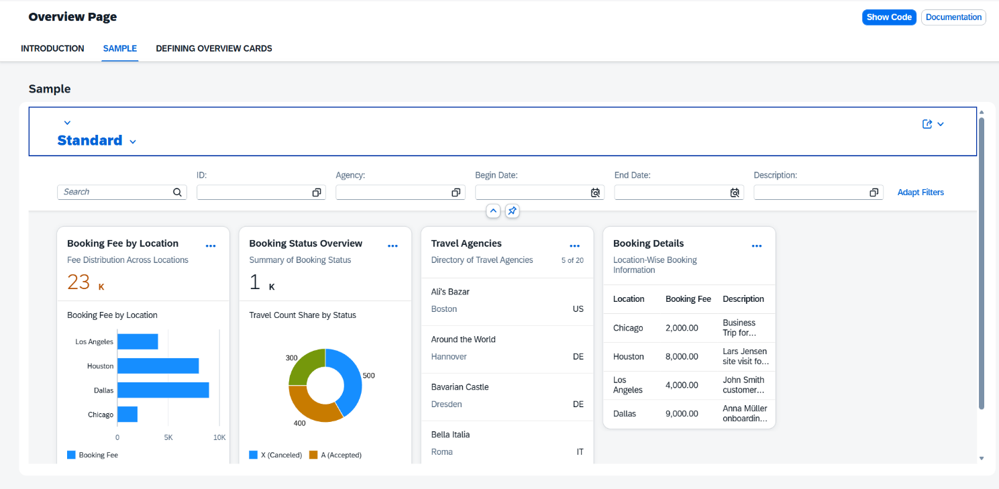 Overview Page
Show Code
Documentation
INTRODUCTION
SAMPLE
DEFINING OVERVIEW CARDS
Sample
Standard
Search
ID:
Agency:
Begin Date:
End Date:
Description:
Adapt Filters
Booking Fee by Location
Fee Distribution Across Locations
23 K
Booking Fee by Location
Los Angeles
Houston
Dallas
Chicago
0 5K 10K
Booking Fee
Booking Status Overview
Summary of Booking Status
1 K
Travel Count Share by Status
300
500
400
X (Canceled) A (Accepted)
Travel Agencies
Directory of Travel Agencies 5 of 20
Ali's Bazar
Boston US
Around the World
Hannover DE
Bavarian Castle
Dresden DE
Bella Italia
Roma IT
Booking Details
Location-Wise Booking
Information
Location Booking Fee Description
Chicago 2,000.00 Business
Trip for...
Houston 8,000.00 Lars Jensen
site visit fo...
Los
Angeles 4,000.00 John Smith
customer...
Dallas 9,000.00 Anna Müller
onboardin...